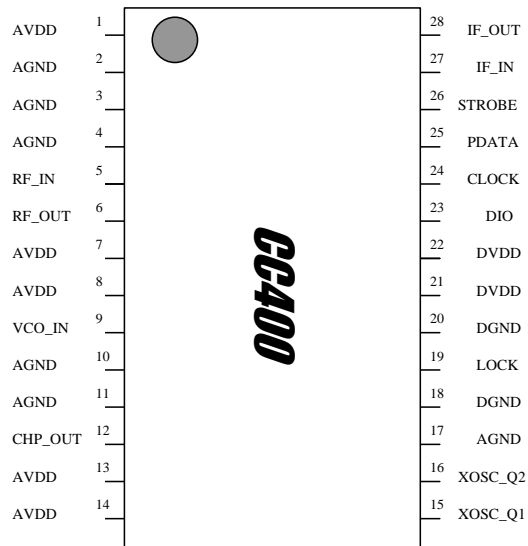 AVDD 1 28 IF_OUT
AGND 2 27 IF_IN
AGND 3 26 STROBE
AGND 4 25 PDATA
RF_IN 5 24 CLOCK
RF_OUT 6 23 DIO
AVDD 7 22 DVDD
AVDD 8 21 DVDD
VCO_IN 9 20 DGND
AGND 10 19 LOCK
AGND 11 18 DGND
CHP_OUT 12 17 AGND
AVDD 13 16 XOSC_Q2
AVDD 14 15 XOSC_Q1
CC400